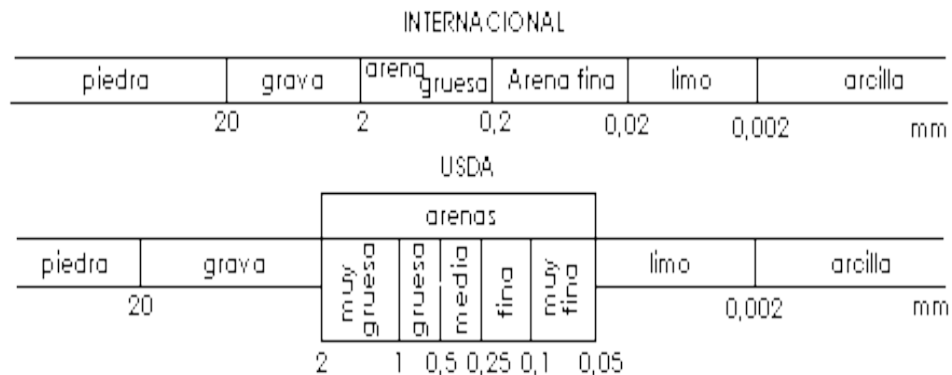 INTERNACIONAL
piedra grava arena gruesa Arena fina limo arcilla
20 2 0,2 0,02 0,002 mm
USDA
arenas
piedra grava muy gruesa gruesa media fina muy fina limo arcilla
20 0,002 mm
2 1 0,5 0,25 0,1 0,05